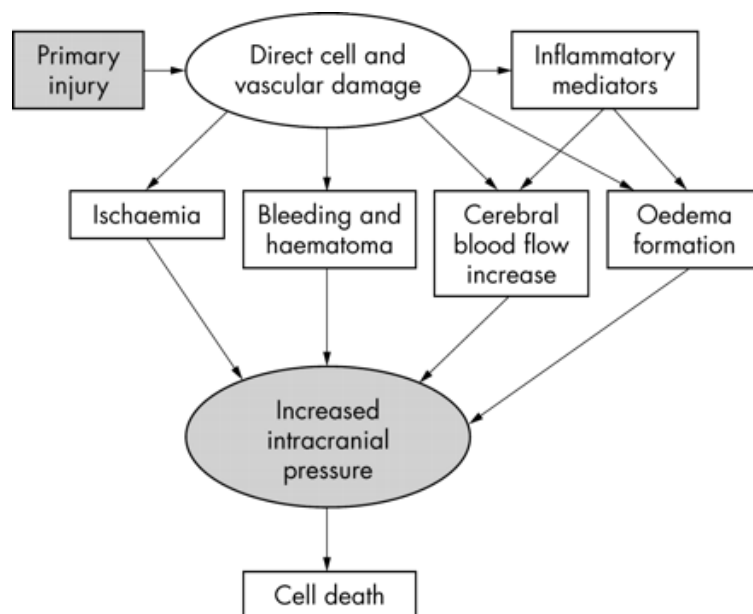 Primary
injury
Direct cell and
vascular damage
Inflammatory
mediators
Ischaemia
Bleeding and
haematoma
Cerebral
blood flow
increase
Oedema
formation
Increased
intracranial
pressure
Cell death